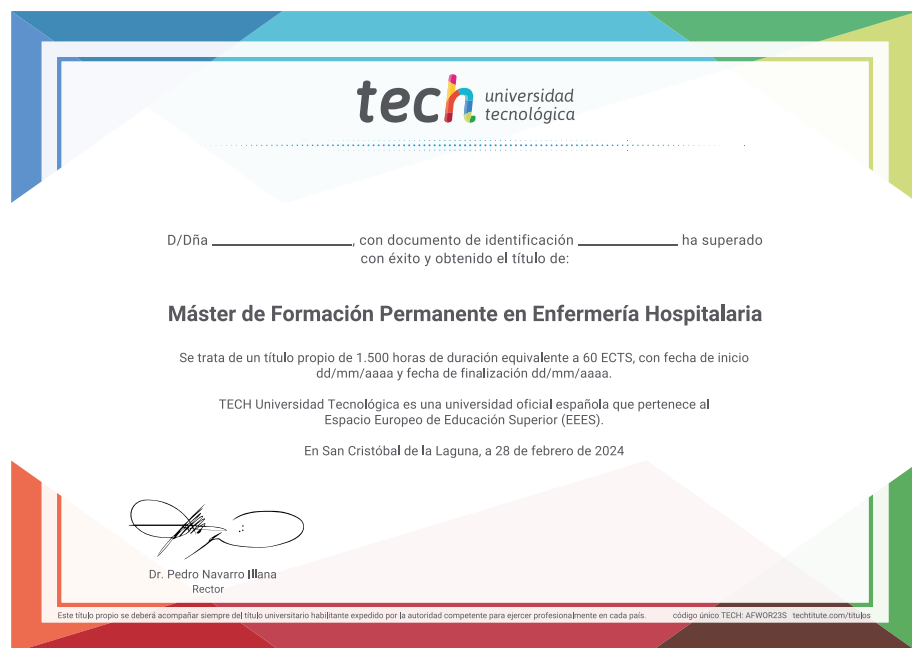 tech universidad
tecnológica
D/Dña ____________________, con documento de identificación ______________ ha superado
con éxito y obtenido el título de:
Máster de Formación Permanente en Enfermería Hospitalaria
Se trata de un título propio de 1.500 horas de duración equivalente a 60 ECTS, con fecha de inicio
dd/mm/aaaa y fecha de finalización dd/mm/aaaa.
TECH Universidad Tecnológica es una universidad oficial española que pertenece al
Espacio Europeo de Educación Superior (EEES).
En San Cristóbal de la Laguna, a 28 de febrero de 2024
Dr. Pedro Navarro Illana
Rector
Este título propio se deberá acompañar siempre del título universitario habilitante expedido por la autoridad competente para ejercer profesionalmente en cada país. código único TECH: AFWOR23S techtitute.com/titulos